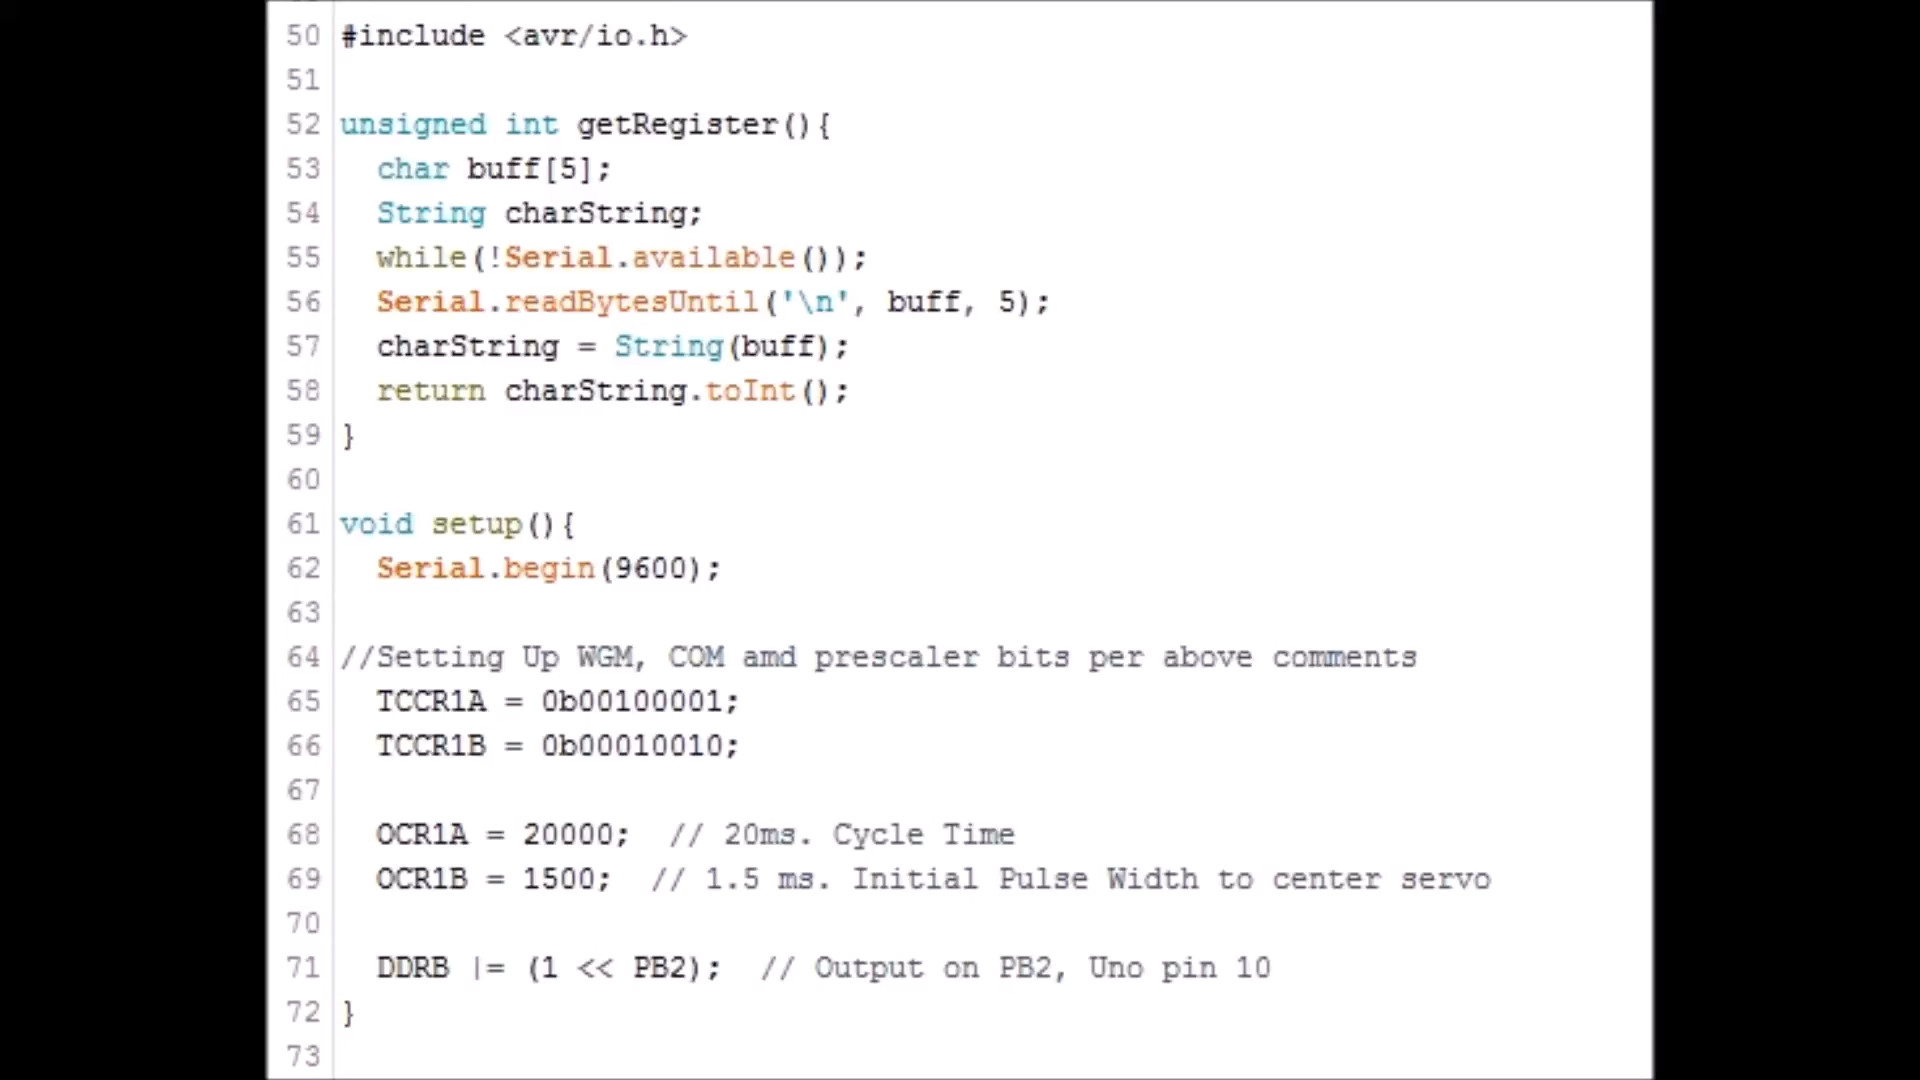 50 #include <avr/io.h>
51
52 unsigned int getRegister(){
53   char buff[5];
54   String charString;
55   while(!Serial.available());
56   Serial.readBytesUntil('\n', buff, 5);
57   charString = String(buff);
58   return charString.toInt();
59 }
60
61 void setup(){
62   Serial.begin(9600);
63
64 //Setting Up WGM, COM amd prescaler bits per above comments
65   TCCR1A = 0b00100001;
66   TCCR1B = 0b00010010;
67
68   OCR1A = 20000;  // 20ms. Cycle Time
69   OCR1B = 1500;  // 1.5 ms. Initial Pulse Width to center servo
70
71   DDRB |= (1 << PB2);  // Output on PB2, Uno pin 10
72 }
73